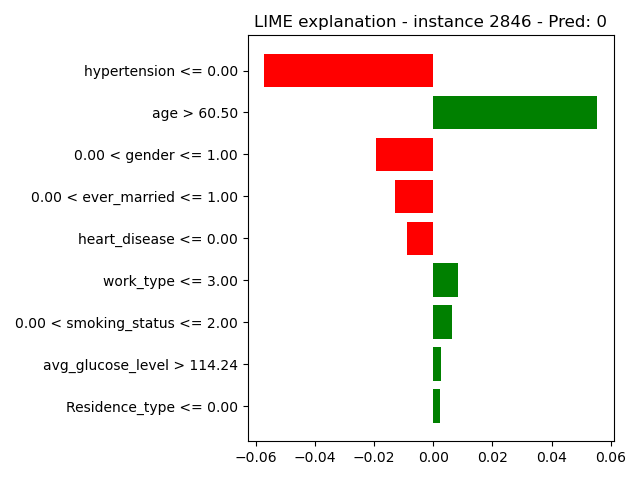 LIME explanation - instance 2846 - Pred: 0
hypertension <= 0.00
age > 60.50
0.00 < gender <= 1.00
0.00 < ever_married <= 1.00
heart_disease <= 0.00
work_type <= 3.00
0.00 < smoking_status <= 2.00
avg_glucose_level > 114.24
Residence_type <= 0.00
−0.06 −0.04 −0.02 0.00 0.02 0.04 0.06